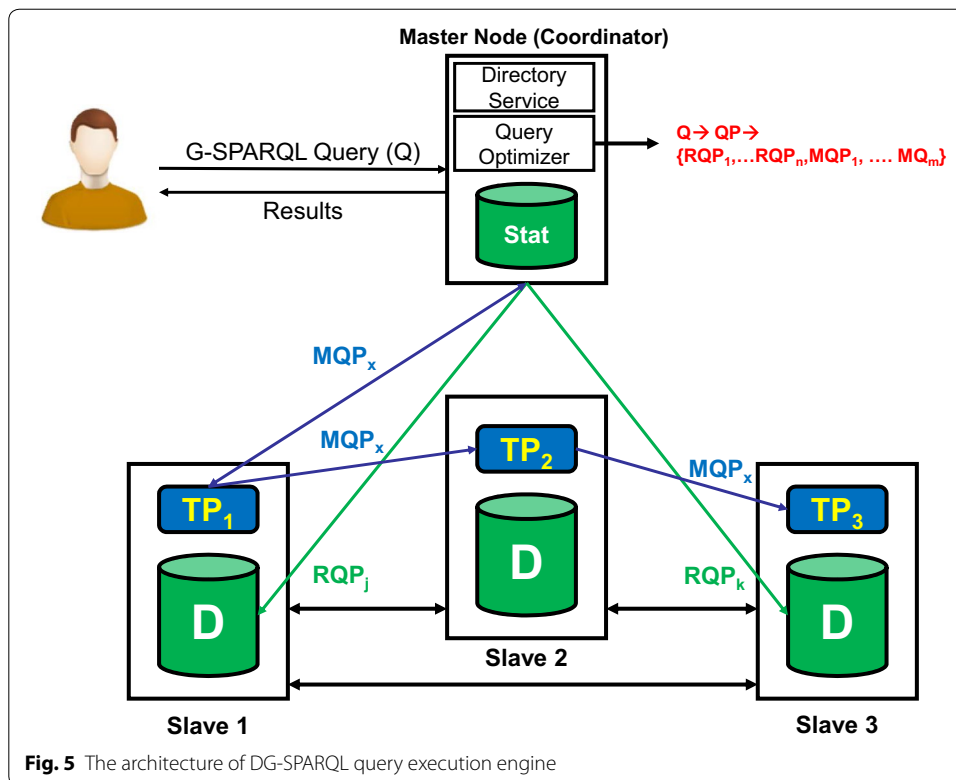 Master Node (Coordinator)
Directory
Service
Query
Optimizer
Stat
G-SPARQL Query (Q)
Results
Q→ QP→
{RQP₁,…RQPₙ,MQP₁, …. MQₘ}
MQPₓ
MQPₓ
MQPₓ
TP₁
TP₂
TP₃
D
D
D
RQPⱼ
RQPₖ
Slave 1
Slave 2
Slave 3
Fig. 5 The architecture of DG-SPARQL query execution engine